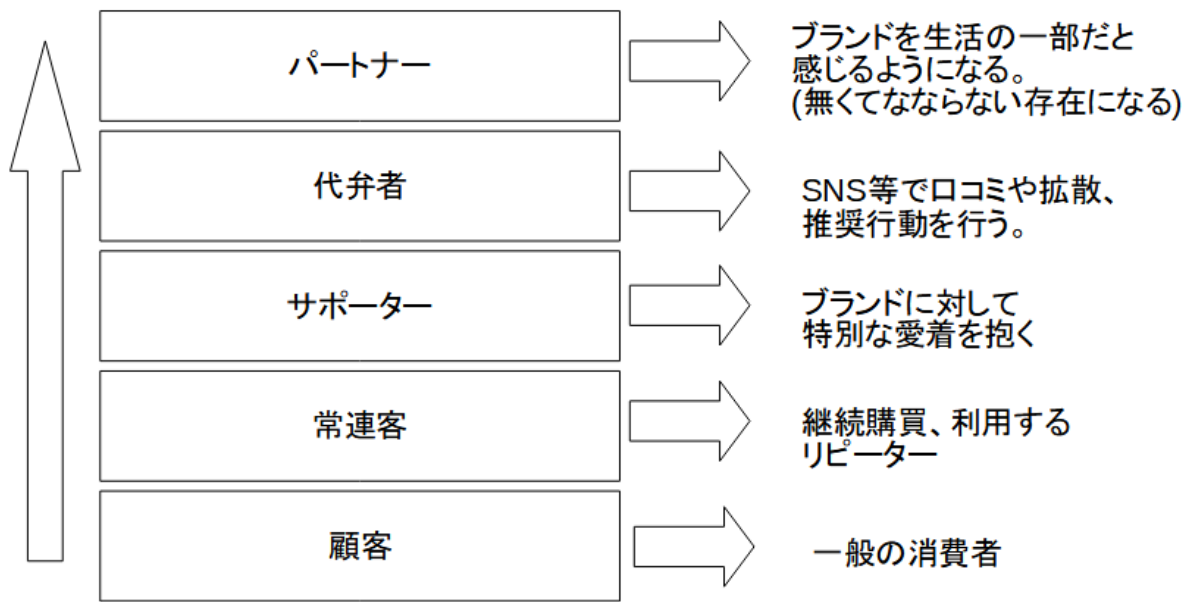 パートナー
ブランドを生活の一部だと
感じるようになる。
(無くてなならない存在になる)
代弁者
SNS等で口コミや拡散、
推奨行動を行う。
サポーター
ブランドに対して
特別な愛着を抱く
常連客
継続購買、利用する
リピーター
顧客
一般の消費者